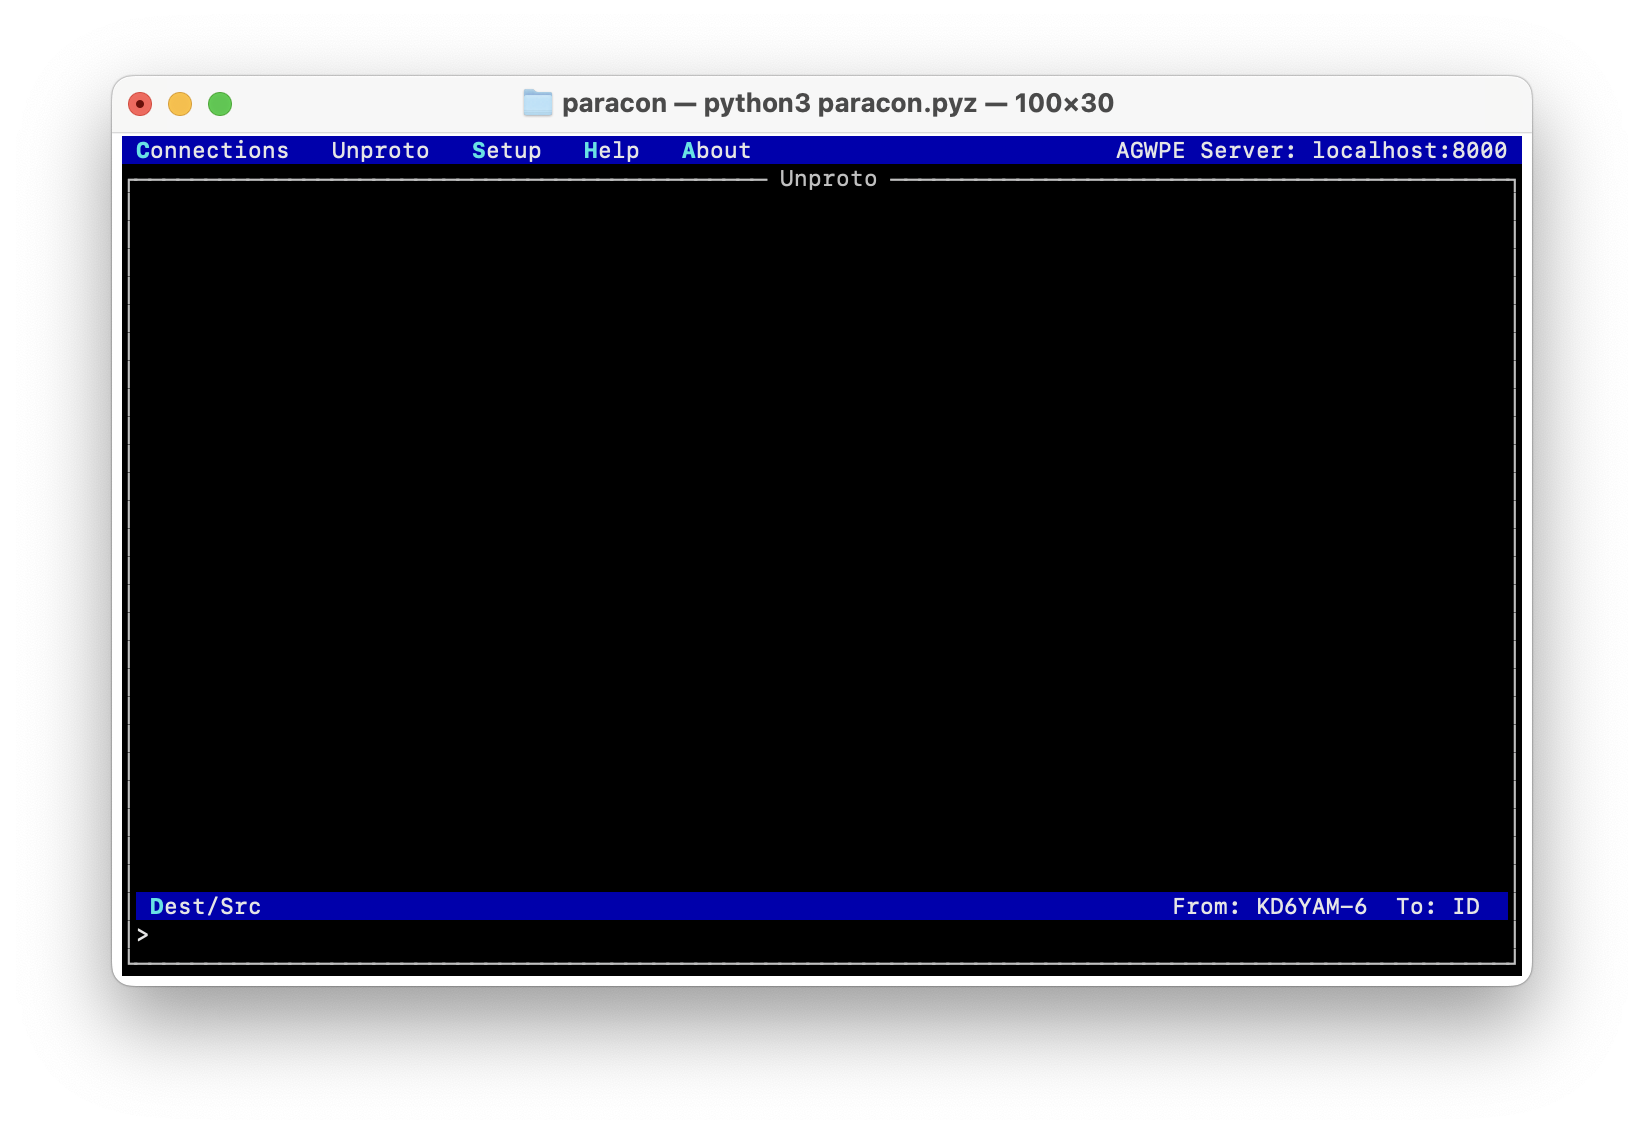 paracon — python3 paracon.pyz — 100×30
Connections Unproto Setup Help About AGWPE Server: localhost:8000
Unproto
Dest/Src From: KD6YAM-6 To: ID
>